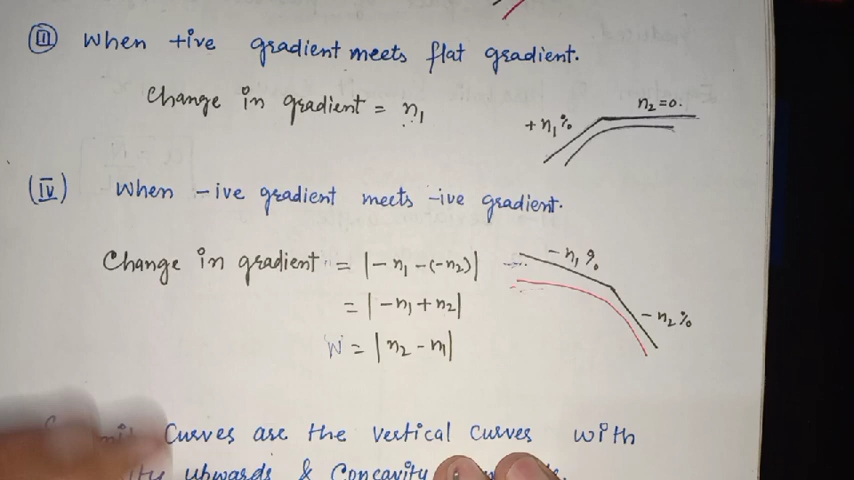 (III) When +ive gradient meets flat gradient.
Change in gradient = n₁
+n₁%
n₂=0.
(IV) When -ive gradient meets -ive gradient.
Change in gradient = |-n₁-(-n₂)|
= |-n₁+n₂|
N = |n₂-n₁|
-n₁%
-n₂%
Curves are the vertical curves with
upwards & Concavity